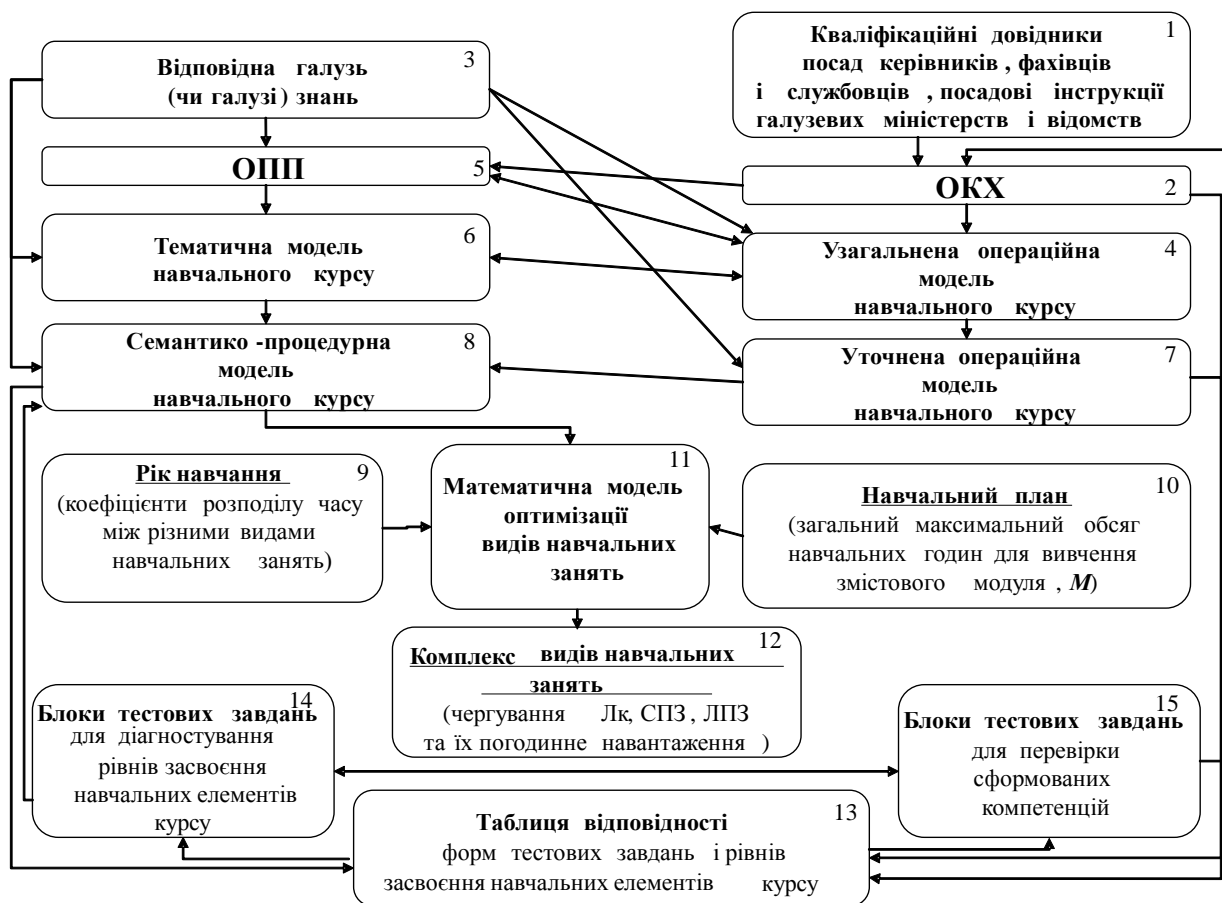 1
Кваліфікаційні довідники
посад керівників , фахівців
і службовців , посадові інструкції
галузевих міністерств і відомств
3
Відповідна галузь
(чи галузі) знань
ОПП
5
ОКХ
2
6
Тематична модель
навчального курсу
4
Узагальнена операційна
модель
навчального курсу
8
Семантико -процедурна
модель
навчального курсу
7
Уточнена операційна
модель
навчального курсу
9
Рік навчання
(коефіцієнти розподілу часу
між різними видами
навчальних занять)
11
Математична модель
оптимізації
видів навчальних
занять
10
Навчальний план
(загальний максимальний обсяг
навчальних годин для вивчення
змістового модуля , М)
12
Комплекс видів навчальних
занять
(чергування Лк, СПЗ , ЛПЗ
та їх погодинне навантаження )
14
Блоки тестових завдань
для діагностування
рівнів засвоєння
навчальних елементів
курсу
15
Блоки тестових завдань
для перевірки
сформованих
компетенцій
13
Таблиця відповідності
форм тестових завдань і рівнів
засвоєння навчальних елементів курсу